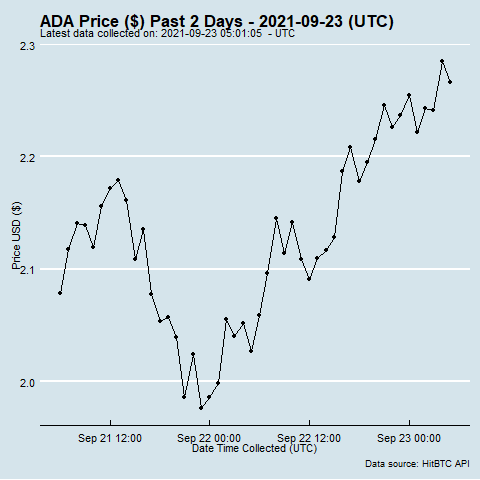 ADA Price ($) Past 2 Days - 2021-09-23 (UTC)
Latest data collected on: 2021-09-23 05:01:05  - UTC
2.3
2.2
2.1
2.0
Price USD ($)
Sep 21 12:00
Sep 22 00:00
Sep 22 12:00
Sep 23 00:00
Date Time Collected (UTC)
Data source: HitBTC API